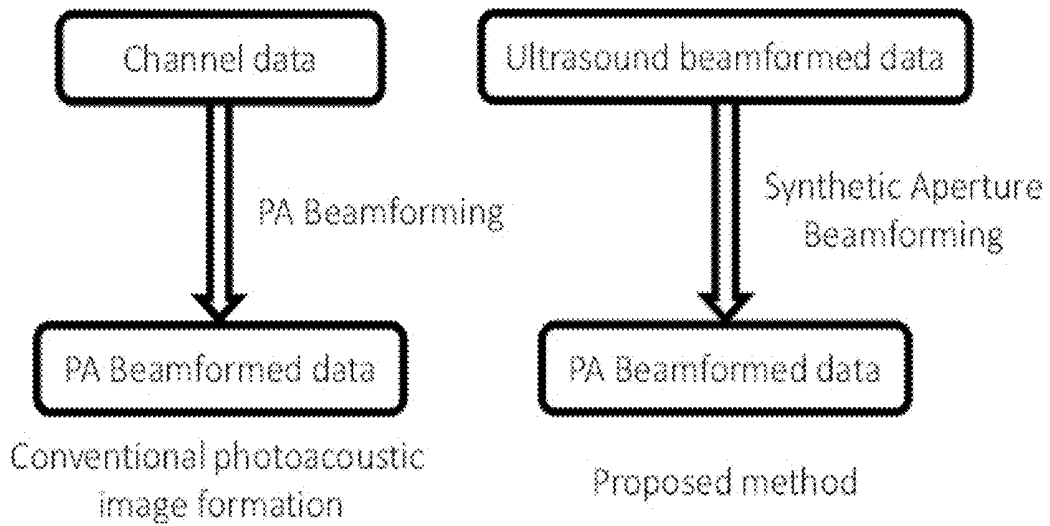 Channel data
PA Beamforming
PA Beamformed data
Conventional photoacoustic
image formation
Ultrasound beamformed data
Synthetic Aperture
Beamforming
PA Beamformed data
Proposed method